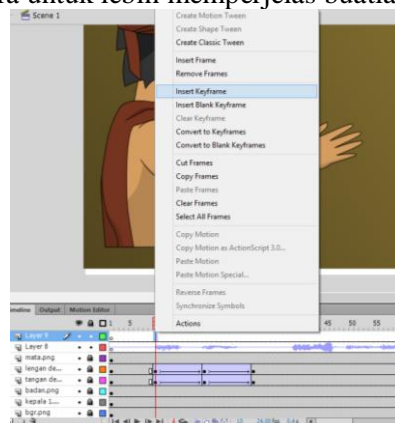 untuk lebih memperjelas
Scene 1
Create Motion Tween
Create Shape Tween
Create Classic Tween
Insert Frame
Remove Frames
Insert Keyframe
Insert Blank Keyframe
Clear Keyframe
Convert to Keyframes
Convert to Blank Keyframes
Cut Frames
Copy Frames
Paste Frames
Clear Frames
Select All Frames
Copy Motion
Copy Motion as ActionScript 3.0...
Paste Motion
Paste Motion Special...
Reverse Frames
Synchronize Symbols
Actions
Timeline Output Motion Editor
1 5 45 50 55
Layer 9
Layer 8
mata.png
lengan de...
tangan de...
badan.png
kepala 1....
bgr.png